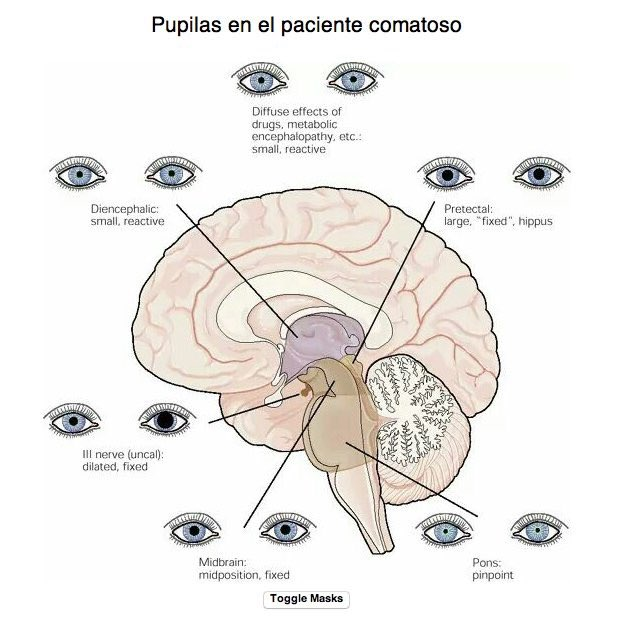 Pupilas en el paciente comatoso
Diffuse effects of
drugs, metabolic
encephalopathy, etc.:
small, reactive
Diencephalic:
small, reactive
Pretectal:
large, "fixed", hippus
III nerve (uncal):
dilated, fixed
Midbrain:
midposition, fixed
Pons:
pinpoint
Toggle Masks